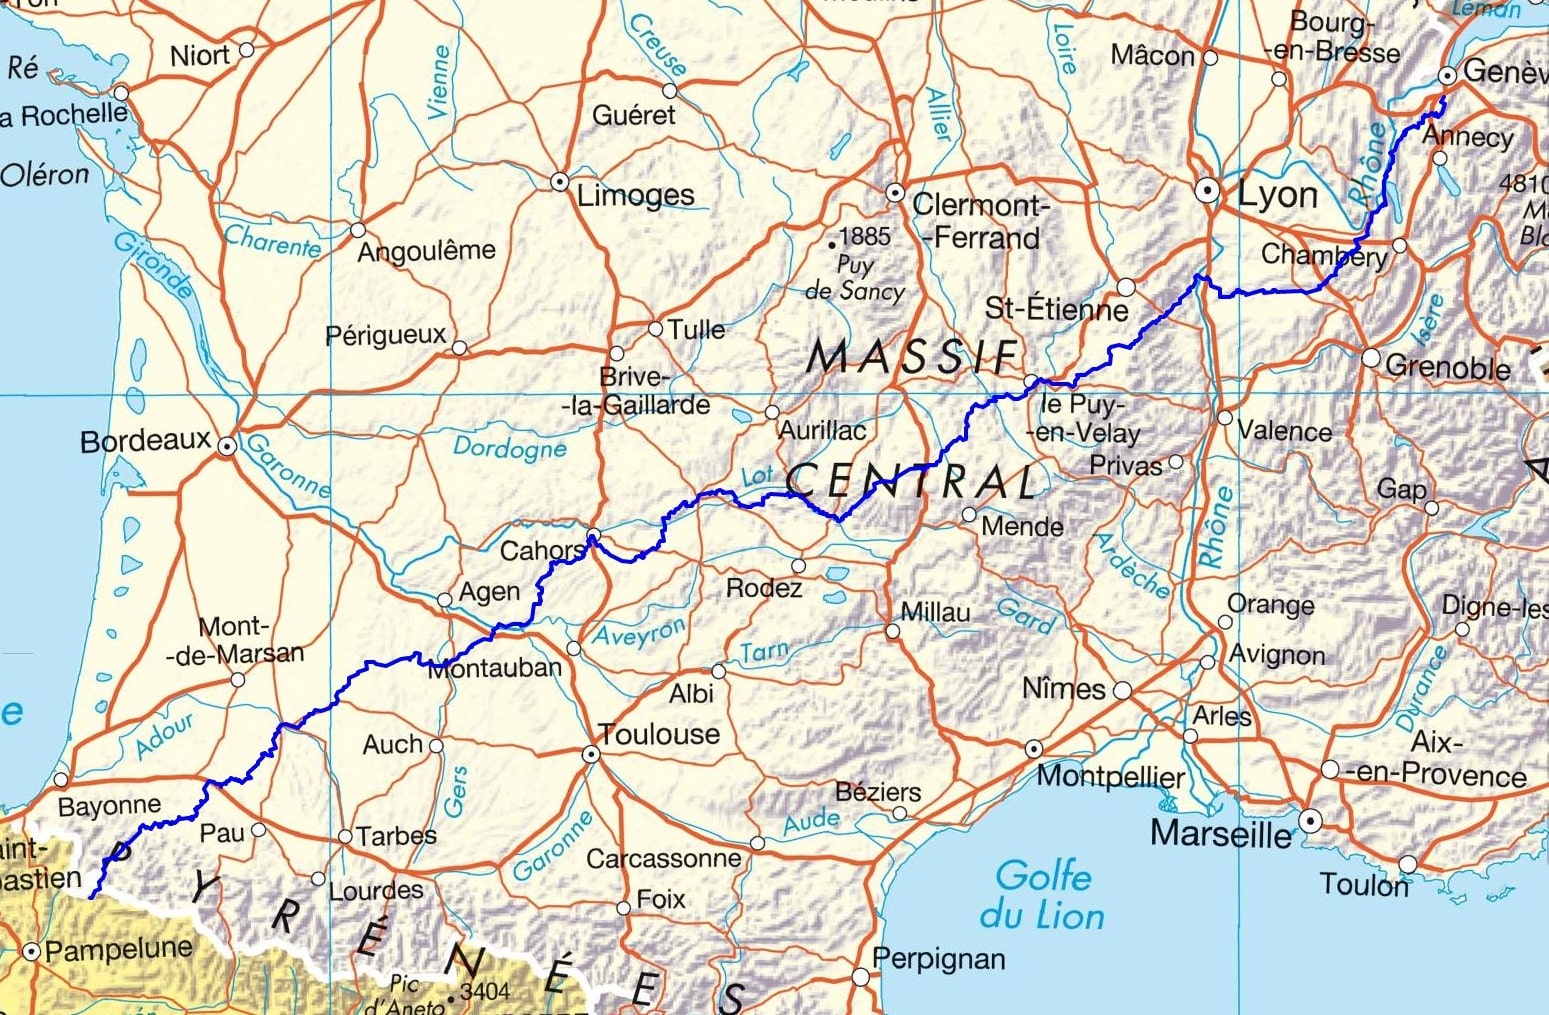 Niort
Ré
a Rochelle
Oléron
Vienne
Creuse
Guéret
Allier
Loire
Mâcon
Bourg-
-en-Bresse
Léman
Genèv
Annecy
Rhône
4810
Limoges
Clermont-
-Ferrand
Lyon
Charente
Angoulême
1885
Puy
de Sancy
Chambéry
Gironde
St-Étienne
Isère
Périgueux
Tulle
MASSIF
Grenoble
Brive-
-la-Gaillarde
le Puy-
-en-Velay
Aurillac
Valence
Bordeaux
Dordogne
Privas
Garonne
Lot
CENTRAL
Gap
Mende
Rhône
Cahors
Ardèche
Agen
Rodez
Gard
Orange
Digne-les
Millau
Mont-
-de-Marsan
Aveyron
Tarn
Avignon
Montauban
Albi
Nîmes
Durance
Arles
e
Adour
Auch
Toulouse
Aix-
-en-Provence
Montpellier
Gers
Béziers
Bayonne
Pau
Tarbes
Aude
Marseille
Garonne
Carcassonne
aint-
bastien
Lourdes
Foix
Golfe
du Lion
Toulon
PYRÉNÉES
Pampelune
Perpignan
Pic
d'Aneto
3404